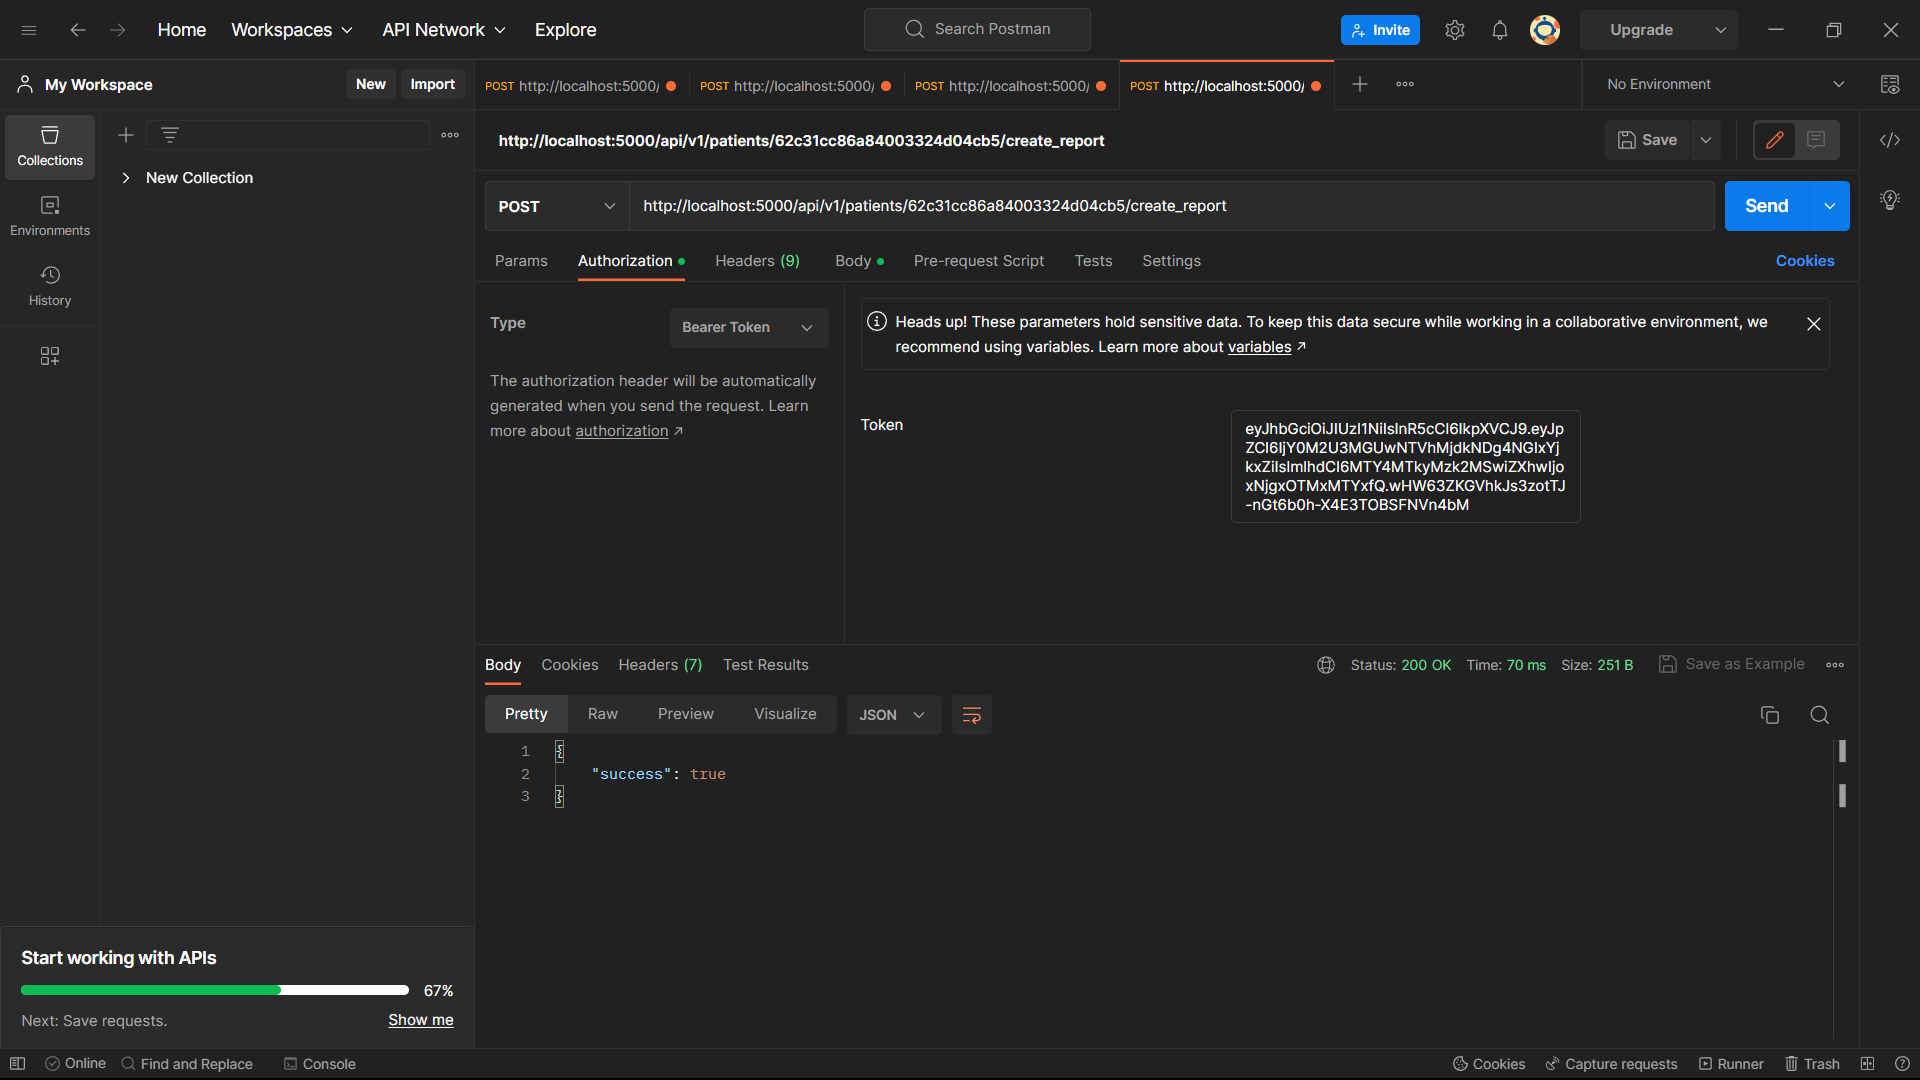 Home Workspaces API Network Explore Search Postman Invite Upgrade
My Workspace New Import POST http://localhost:5000/ POST http://localhost:5000/ POST http://localhost:5000/ POST http://localhost:5000/ No Environment
Collections
Environments
History
New Collection
http://localhost:5000/api/v1/patients/62c31cc86a84003324d04cb5/create_report Save
POST http://localhost:5000/api/v1/patients/62c31cc86a84003324d04cb5/create_report Send
Params Authorization Headers (9) Body Pre-request Script Tests Settings Cookies
Type Bearer Token
The authorization header will be automatically
generated when you send the request. Learn
more about authorization
Heads up! These parameters hold sensitive data. To keep this data secure while working in a collaborative environment, we
recommend using variables. Learn more about variables
Token
eyJhbGciOiJIUzI1NiIsInR5cCI6IkpXVCJ9.eyJp
ZCI6IjY0M2U3MGUwNTVhMjdkNDg4NGIxYj
kxZiIsImlhdCI6MTY4MTkyMzk2MSwiZXhwIjo
xNjgxOTMxMTYxfQ.wHW63ZKGVhkJs3zotTJ
-nGt6b0h-X4E3TOBSFNVn4bM
Body Cookies Headers (7) Test Results Status: 200 OK Time: 70 ms Size: 251 B Save as Example
Pretty Raw Preview Visualize JSON
1 {
2 "success": true
3 }
Start working with APIs
67%
Next: Save requests. Show me
Online Find and Replace Console Cookies Capture requests Runner Trash